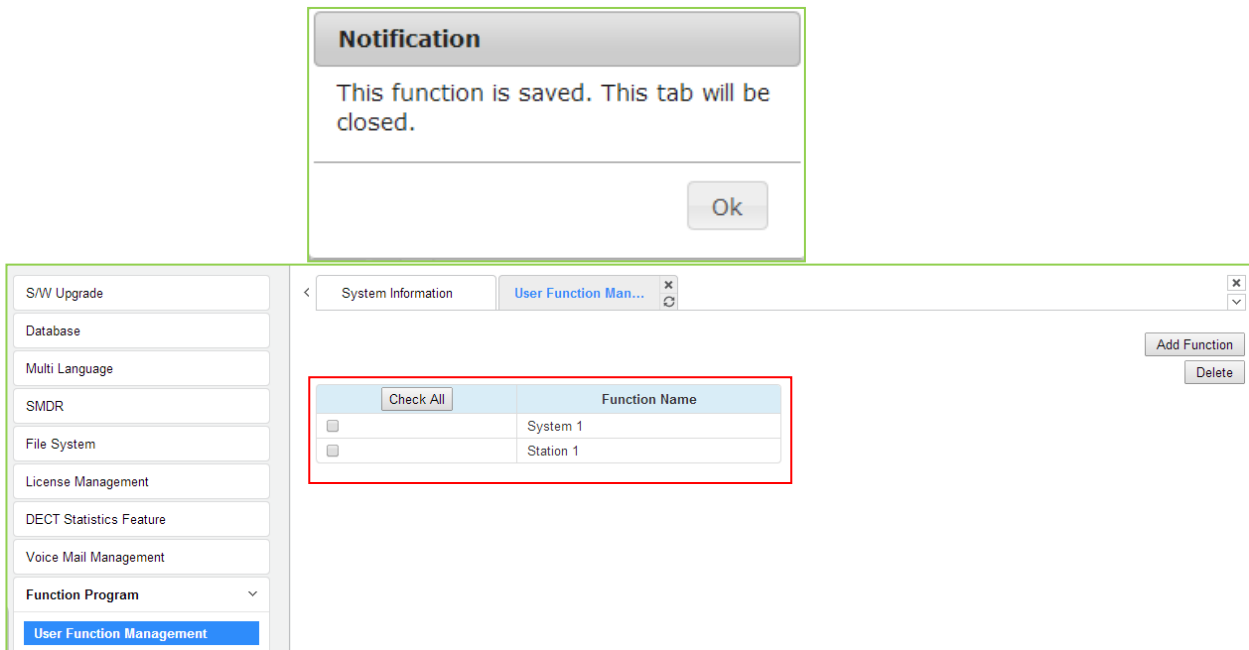 Notification
This function is saved. This tab will be
closed.
Ok
S/W Upgrade
Database
Multi Language
SMDR
File System
License Management
DECT Statistics Feature
Voice Mail Management
Function Program
User Function Management
System Information
User Function Man...
Add Function
Delete
Check All
Function Name
System 1
Station 1